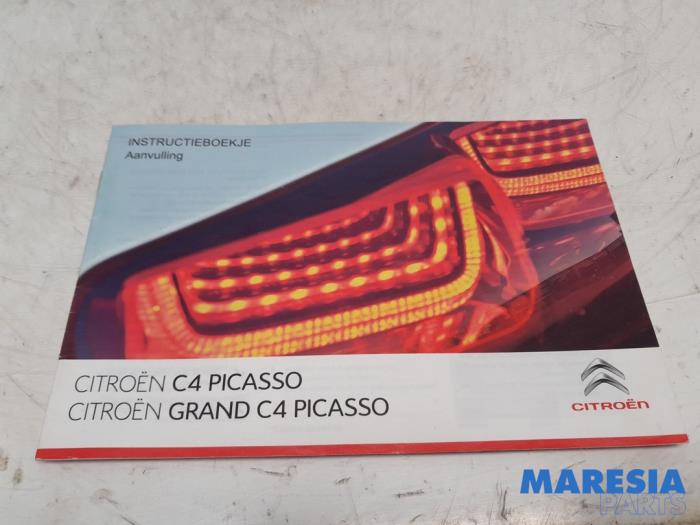 INSTRUCTIEBOEKJE
Aanvulling
CITROËN C4 PICASSO
CITROËN GRAND C4 PICASSO
CITROËN
MARESIA
PARTS